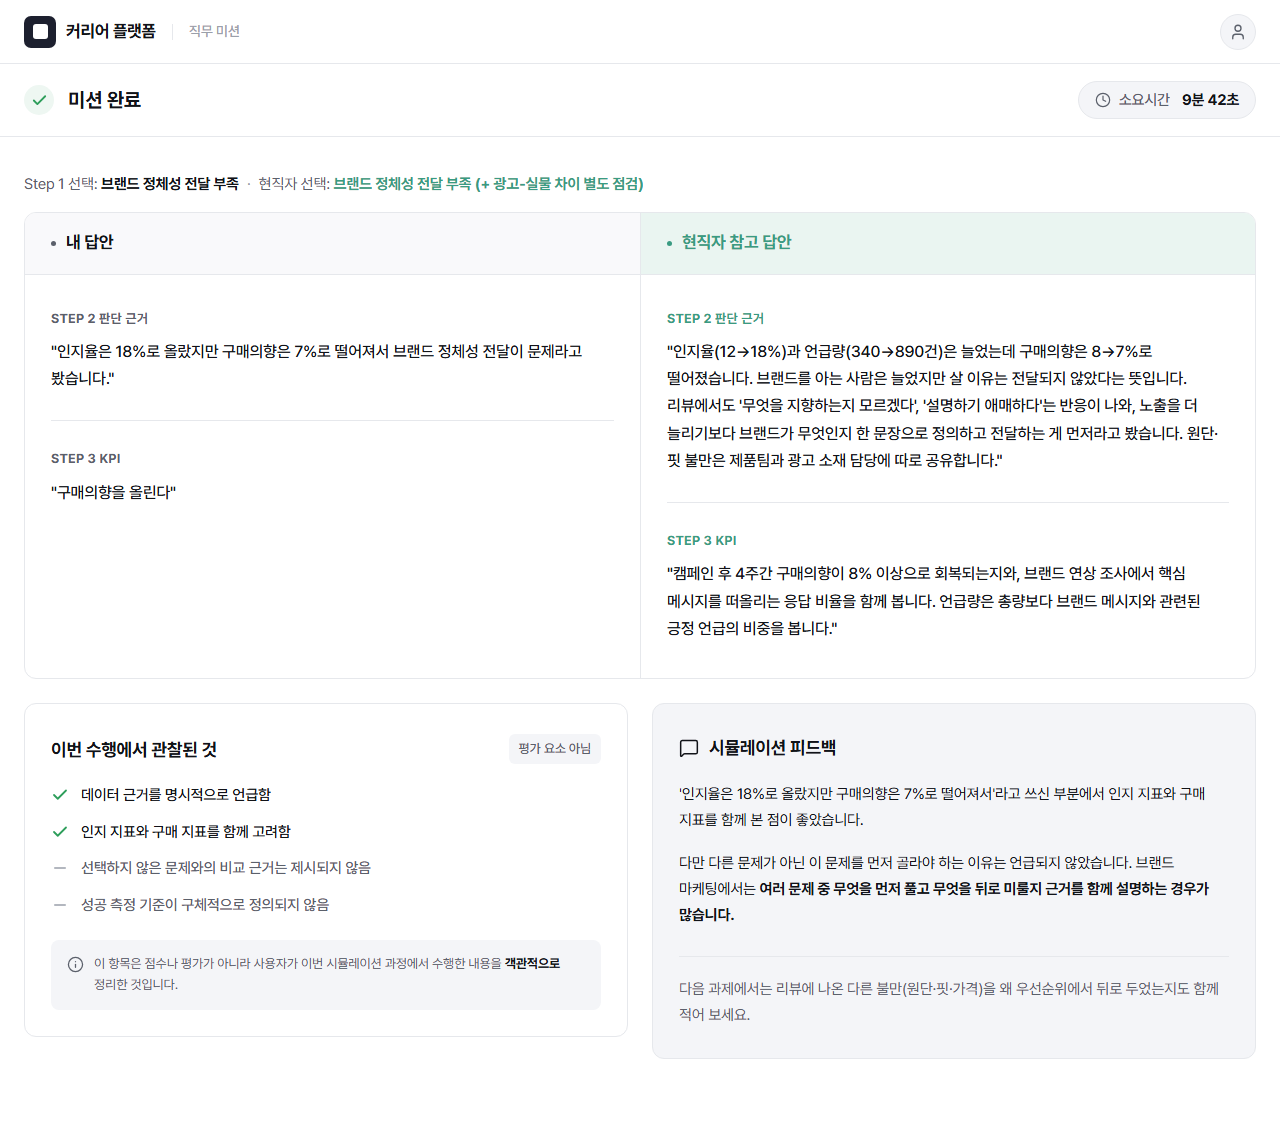 커리어 플랫폼
직무 미션
미션 완료
소요시간 9분 42초
Step 1 선택: 브랜드 정체성 전달 부족 · 현직자 선택: 브랜드 정체성 전달 부족 (+ 광고-실물 차이 별도 점검)
• 내 답안
STEP 2 판단 근거
"인지율은 18%로 올랐지만 구매의향은 7%로 떨어져서 브랜드 정체성 전달이 문제라고
봤습니다."
STEP 3 KPI
"구매의향을 올린다"
• 현직자 참고 답안
STEP 2 판단 근거
"인지율(12→18%)과 언급량(340→890건)은 늘었는데 구매의향은 8→7%로
떨어졌습니다. 브랜드를 아는 사람은 늘었지만 살 이유는 전달되지 않았다는 뜻입니다.
리뷰에서도 '무엇을 지향하는지 모르겠다', '설명하기 애매하다'는 반응이 나와, 노출을 더
늘리기보다 브랜드가 무엇인지 한 문장으로 정의하고 전달하는 게 먼저라고 봤습니다. 원단·
핏 불만은 제품팀과 광고 소재 담당에 따로 공유합니다."
STEP 3 KPI
"캠페인 후 4주간 구매의향이 8% 이상으로 회복되는지와, 브랜드 연상 조사에서 핵심
메시지를 떠올리는 응답 비율을 함께 봅니다. 언급량은 총량보다 브랜드 메시지와 관련된
긍정 언급의 비중을 봅니다."
이번 수행에서 관찰된 것
평가 요소 아님
데이터 근거를 명시적으로 언급함
인지 지표와 구매 지표를 함께 고려함
선택하지 않은 문제와의 비교 근거는 제시되지 않음
성공 측정 기준이 구체적으로 정의되지 않음
이 항목은 점수나 평가가 아니라 사용자가 이번 시뮬레이션 과정에서 수행한 내용을 객관적으로
정리한 것입니다.
시뮬레이션 피드백
'인지율은 18%로 올랐지만 구매의향은 7%로 떨어져서'라고 쓰신 부분에서 인지 지표와 구매
지표를 함께 본 점이 좋았습니다.
다만 다른 문제가 아닌 이 문제를 먼저 골라야 하는 이유는 언급되지 않았습니다. 브랜드
마케팅에서는 여러 문제 중 무엇을 먼저 풀고 무엇을 뒤로 미룰지 근거를 함께 설명하는 경우가
많습니다.
다음 과제에서는 리뷰에 나온 다른 불만(원단·핏·가격)을 왜 우선순위에서 뒤로 두었는지도 함께
적어 보세요.